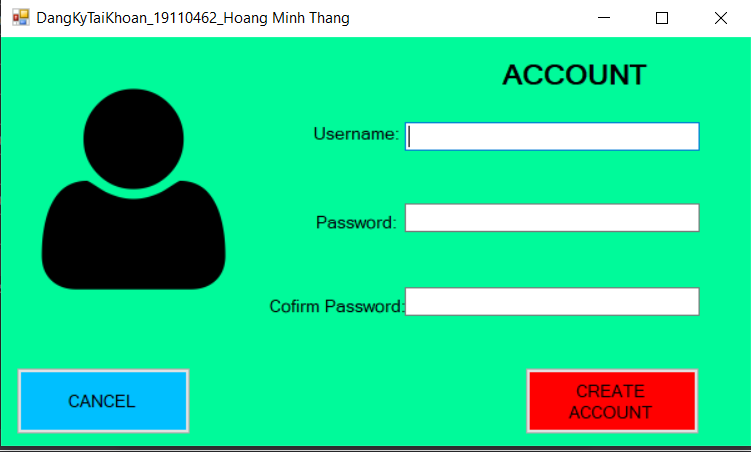 DangKyTaiKhoan_19110462_Hoang Minh Thang
ACCOUNT
Username:
Password:
Cofirm Password:
CANCEL
CREATE
ACCOUNT